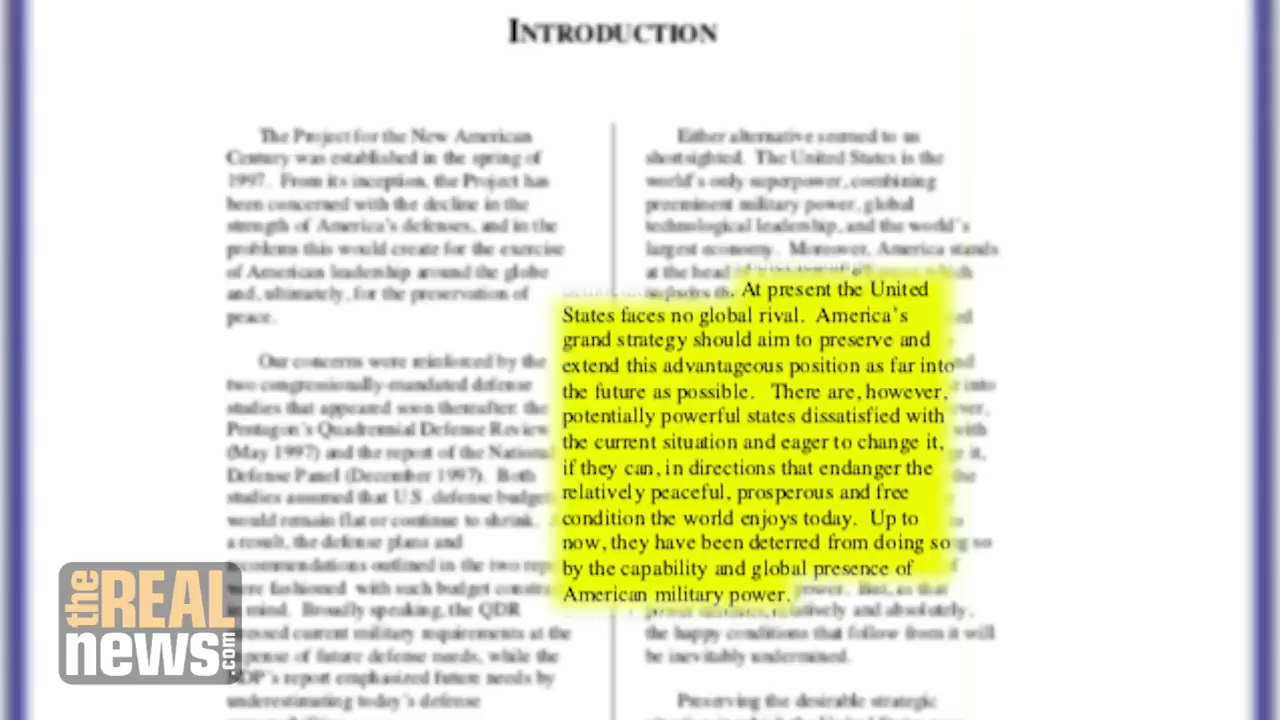 INTRODUCTION
The Project for the New American
Century was established in the spring of
1997. From its inception, the Project has
been concerned with the decline in the
strength of America's defenses, and in the
problems this would create for the exercise
of American leadership around the globe
and, ultimately, for the preservation of
peace.
Our concerns were reinforced by the
two congressionally-mandated defense
studies that appeared soon thereafter: the
Pentagon's Quadrennial Defense Review
(May 1997) and the report of the National
Defense Panel (December 1997). Both
studies assumed that U.S. defense budget
would remain flat or continue to shrink.
a result, the defense plans and
recommendations outlined in the two
were fashioned with such budget
in mind. Broadly speaking, the QDR
current military requirements at the
of future defense needs, while the
NDP's report emphasized future needs by
underestimating today's defense
Either alternative seemed to us
shortsighted. The United States is the
world's only superpower, combining
preeminent military power, global
technological leadership, and the world's
largest economy. Moreover, America stands
at the head which
. At present the United
States faces no global rival. America's
grand strategy should aim to preserve and
extend this advantageous position as far into
the future as possible. There are, however,
potentially powerful states dissatisfied with
the current situation and eager to change it,
if they can, in directions that endanger the
relatively peaceful, prosperous and free
condition the world enjoys today. Up to
now, they have been deterred from doing so
by the capability and global presence of
American military power.
power. But, as that
relatively and absolutely,
the happy conditions that follow from it will
be inevitably undermined.
Preserving the desirable strategic
the REAL
news.com